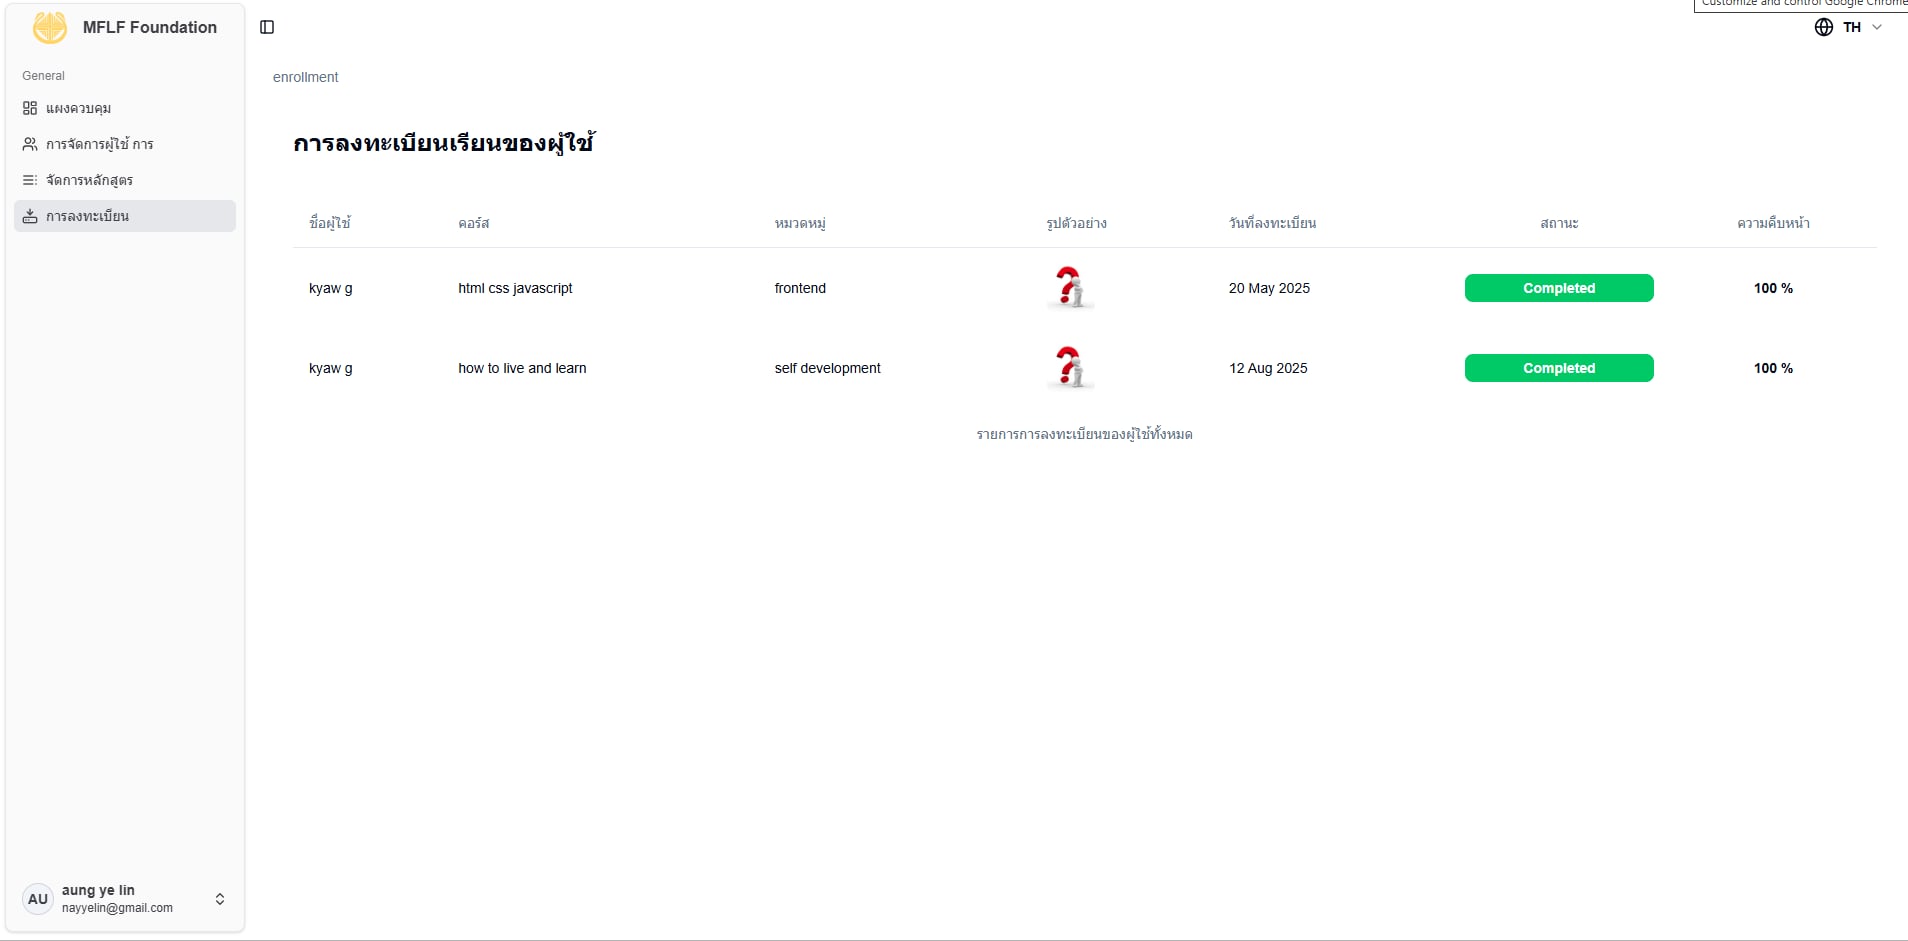 Customize and control Google Chrome
MFLF Foundation
TH
General
แผงควบคุม
การจัดการผู้ใช้ การ
จัดการหลักสูตร
การลงทะเบียน
enrollment
การลงทะเบียนเรียนของผู้ใช้
ชื่อผู้ใช้ คอร์ส หมวดหมู่ รูปตัวอย่าง วันที่ลงทะเบียน สถานะ ความคืบหน้า
kyaw g html css javascript frontend 20 May 2025 Completed 100 %
kyaw g how to live and learn self development 12 Aug 2025 Completed 100 %
รายการการลงทะเบียนของผู้ใช้ทั้งหมด
AU
aung ye lin
nayyelin@gmail.com